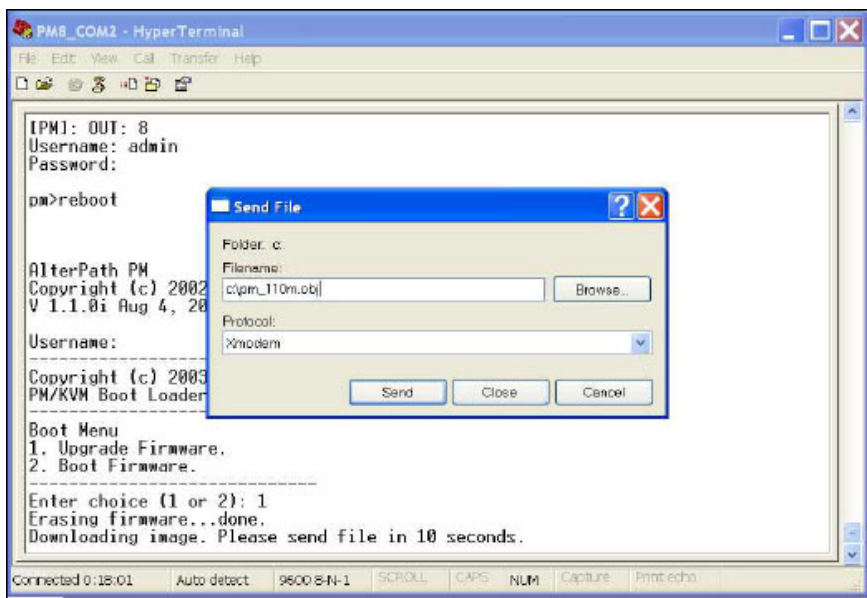 PM8_COM2 - HyperTerminal
File Edit View Call Transfer Help
[PM]: OUT: 8
Username: admin
Password:
pm>reboot
AlterPath PM
Copyright (c) 2002
V 1.1.0i Aug 4, 20
Username:
Copyright (c) 2003
PM/KVM Boot Loader
Boot Menu
1. Upgrade Firmware.
2. Boot Firmware.
Enter choice (1 or 2): 1
Erasing firmware...done.
Downloading image. Please send file in 10 seconds.
Send File
Folder: c:
Filename:
c:\pm_110m.obj
Browse...
Protocol:
Xmodem
Send Close Cancel
Connected 0:18:01 Auto detect 9600 8-N-1 SCROLL CAPS NUM Capture Print echo